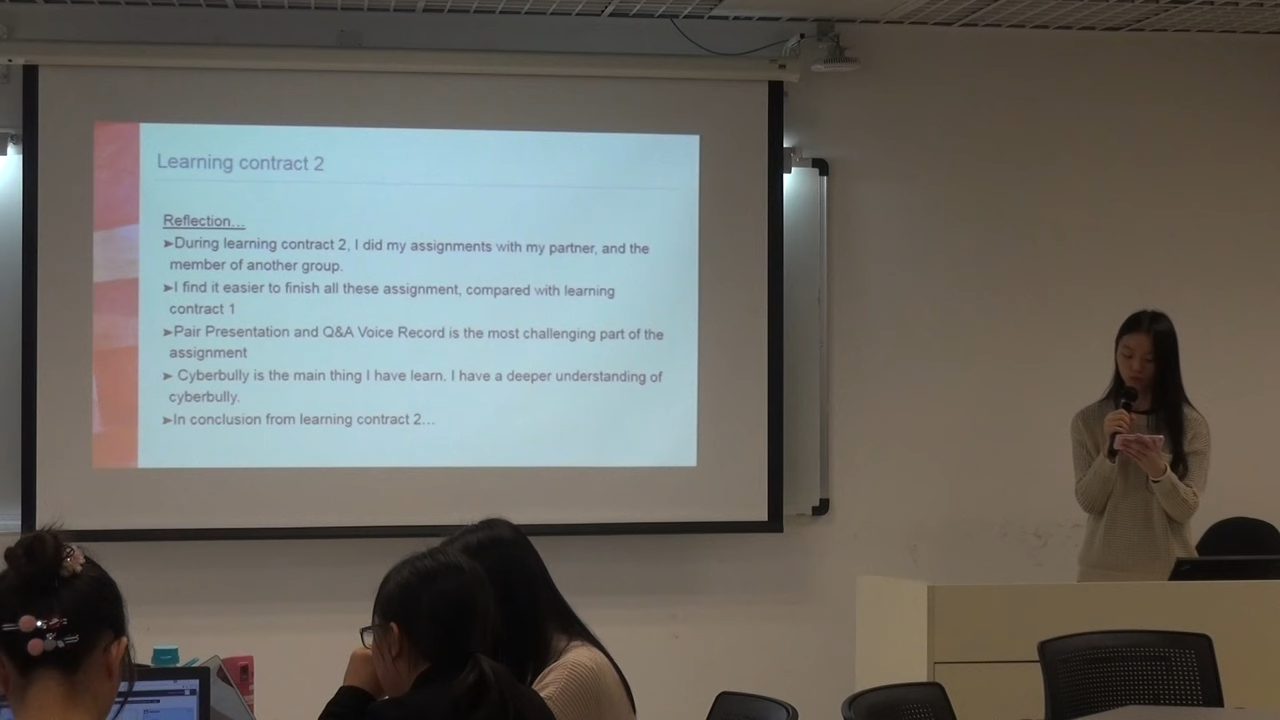 Learning contract 2
Reflection…
➢During learning contract 2, I did my assignments with my partner, and the
member of another group.
➢I find it easier to finish all these assignment, compared with learning
contract 1
➢Pair Presentation and Q&A Voice Record is the most challenging part of the
assignment
➢ Cyberbully is the main thing I have learn. I have a deeper understanding of
cyberbully.
➢In conclusion from learning contract 2…